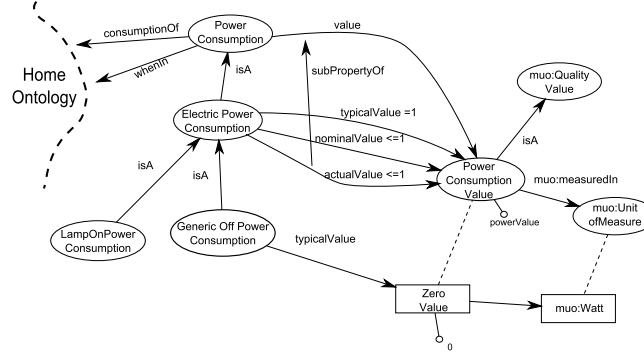 consumptionOf
Power
Consumption
value
whenIn
Home
Ontology
isA
subPropertyOf
muo:Quality
Value
Electric Power
Consumption
typicalValue =1
nominalValue <=1
isA
actualValue <=1
Power
Consumption
Value
muo:measuredIn
isA
isA
powerValue
muo:Unit
ofMeasure
LampOnPower
Consumption
Generic Off Power
Consumption
typicalValue
Zero
Value
muo:Watt
0